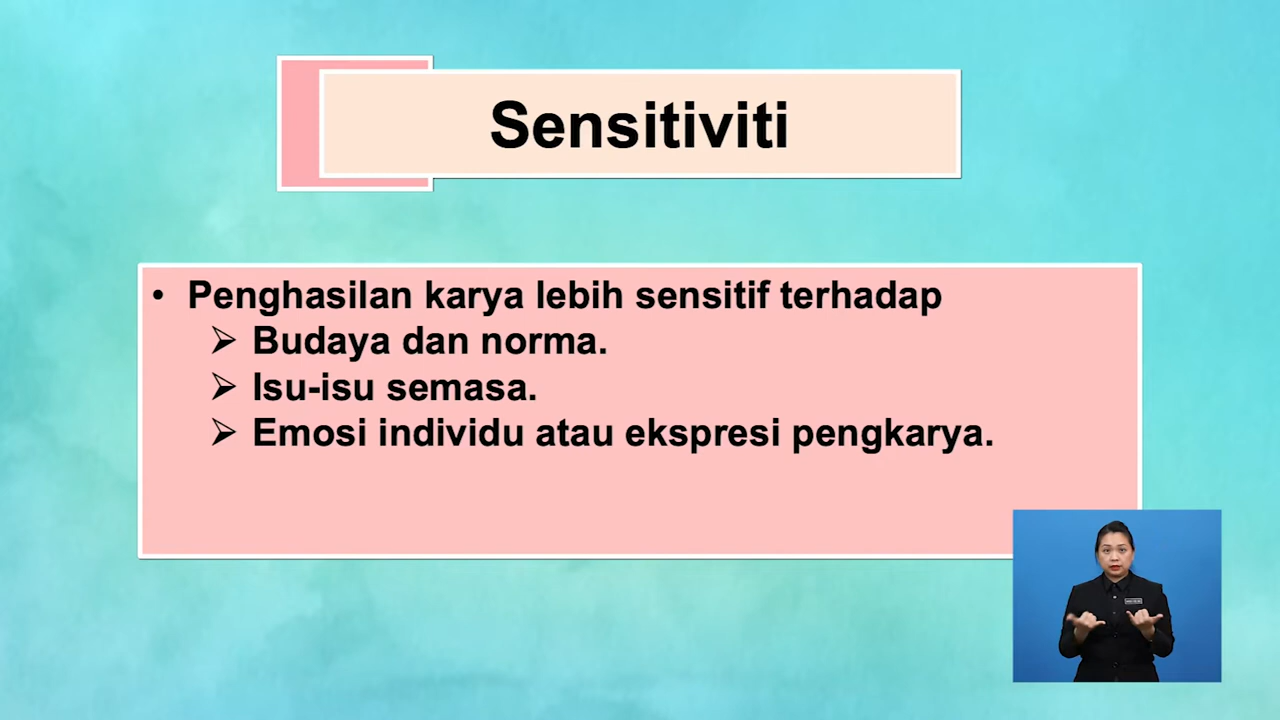 Sensitiviti
• Penghasilan karya lebih sensitif terhadap
➢ Budaya dan norma.
➢ Isu-isu semasa.
➢ Emosi individu atau ekspresi pengkarya.